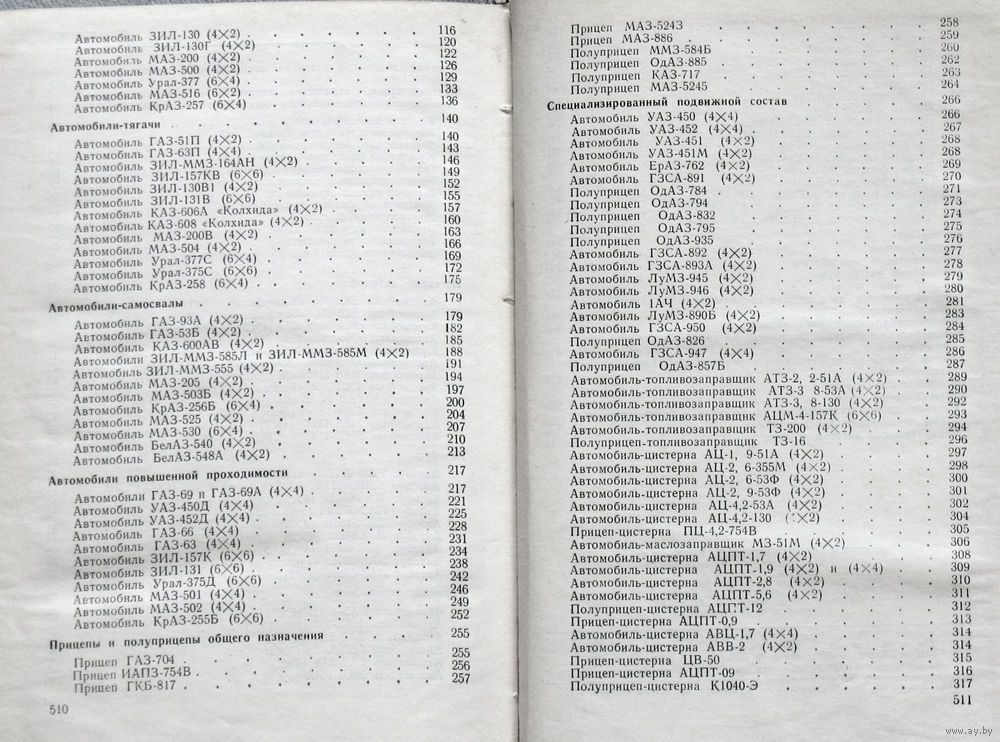 Автомобиль ЗИЛ-130 (4×2) . . . . . . . 116
Автомобиль ЗИЛ-130Г (4×2) . . . . . . . 120
Автомобиль МАЗ-200 (4×2) . . . . . . . 122
Автомобиль МАЗ-500 (4×2) . . . . . . . 126
Автомобиль Урал-377 (6×4) . . . . . . . 129
Автомобиль МАЗ-516 (6×2) . . . . . . . 133
Автомобиль КрАЗ-257 (6×4) . . . . . . . 136
Автомобили-тягачи . . . . . . . 140
Автомобиль ГАЗ-51П (4×2) . . . . . . . 140
Автомобиль ГАЗ-63П (4×4) . . . . . . . 143
Автомобиль ЗИЛ-ММЗ-164АН (4×2) . . . . . . 146
Автомобиль ЗИЛ-157КВ (6×6) . . . . . . . 149
Автомобиль ЗИЛ-130В1 (4×2) . . . . . . . 152
Автомобиль ЗИЛ-131В (6×6) . . . . . . . 155
Автомобиль КАЗ-606А «Колхида» (4×2) . . . . . 157
Автомобиль КАЗ-608 «Колхида» (4×2) . . . . . 160
Автомобиль МАЗ-200В (4×2) . . . . . . . 163
Автомобиль МАЗ-504 (4×2) . . . . . . . 166
Автомобиль Урал-377С (6×4) . . . . . . . 169
Автомобиль Урал-375С (6×6) . . . . . . . 172
Автомобиль КрАЗ-258 (6×4) . . . . . . . 175
Автомобили-самосвалы . . . . . . . 179
Автомобиль ГАЗ-93А (4×2) . . . . . . . 179
Автомобиль ГАЗ-53Б (4×2) . . . . . . . 182
Автомобиль КАЗ-600АВ (4×2) . . . . . . . 185
Автомобили ЗИЛ-ММЗ-585Л и ЗИЛ-ММЗ-585М (4×2) . 188
Автомобиль ЗИЛ-ММЗ-555 (4×2) . . . . . . 191
Автомобиль МАЗ-205 (4×2) . . . . . . . 194
Автомобиль МАЗ-503Б (4×2) . . . . . . . 197
Автомобиль КрАЗ-256Б (6×4) . . . . . . . 200
Автомобиль МАЗ-525 (4×2) . . . . . . . 204
Автомобиль МАЗ-530 (6×4) . . . . . . . 207
Автомобиль БелАЗ-540 (4×2) . . . . . . . 210
Автомобиль БелАЗ-548А (4×2) . . . . . . . 213
Автомобили повышенной проходимости . . . . . 217
Автомобили ГАЗ-69 и ГАЗ-69А (4×4) . . . . . 217
Автомобиль УАЗ-450Д (4×4) . . . . . . . 221
Автомобиль УАЗ-452Д (4×4) . . . . . . . 225
Автомобиль ГАЗ-66 (4×4) . . . . . . . 228
Автомобиль ГАЗ-63 (4×4) . . . . . . . 231
Автомобиль ЗИЛ-157К (6×6) . . . . . . . 234
Автомобиль ЗИЛ-131 (6×6) . . . . . . . 238
Автомобиль Урал-375Д (6×6) . . . . . . . 242
Автомобиль МАЗ-501 (4×4) . . . . . . . 246
Автомобиль МАЗ-502 (4×4) . . . . . . . 249
Автомобиль КрАЗ-255Б (6×6) . . . . . . . 252
Прицепы и полуприцепы общего назначения . . . . 255
Прицеп ГАЗ-704 . . . . . . . 255
Прицеп ИАПЗ-754В . . . . . . . 256
Прицеп ГКБ-817 . . . . . . . 257
510
Прицеп МАЗ-5243 . . . . . . . 258
Прицеп МАЗ-886 . . . . . . . 259
Полуприцеп ММЗ-584Б . . . . . . . 260
Полуприцеп ОдАЗ-885 . . . . . . . 262
Полуприцеп КАЗ-717 . . . . . . . 263
Полуприцеп МАЗ-5245 . . . . . . . 264
Специализированный подвижной состав . . . . . 266
Автомобиль УАЗ-450 (4×4) . . . . . . . 266
Автомобиль УАЗ-452 (4×4) . . . . . . . 267
Автомобиль УАЗ-451 (4×2) . . . . . . . 268
Автомобиль УАЗ-451М (4×2) . . . . . . . 268
Автомобиль ЕрАЗ-762 (4×2) . . . . . . . 269
Автомобиль ГЗСА-891 (4×2) . . . . . . . 270
Полуприцеп ОдАЗ-784 . . . . . . . 271
Полуприцеп ОдАЗ-794 . . . . . . . 273
Полуприцеп ОдАЗ-832 . . . . . . . 274
Полуприцеп ОдАЗ-795 . . . . . . . 275
Полуприцеп ОдАЗ-935 . . . . . . . 276
Автомобиль ГЗСА-892 (4×2) . . . . . . . 277
Автомобиль ГЗСА-893А (4×2) . . . . . . . 278
Автомобиль ЛуМЗ-945 (4×2) . . . . . . . 279
Автомобиль ЛуМЗ-946 (4×2) . . . . . . . 280
Автомобиль 1АЧ (4×2) . . . . . . . 281
Автомобиль ЛуМЗ-890Б (4×2) . . . . . . . 283
Автомобиль ГЗСА-950 (4×2) . . . . . . . 284
Полуприцеп ОдАЗ-826 . . . . . . . 285
Автомобиль ГЗСА-947 (4×4) . . . . . . . 286
Полуприцеп ОдАЗ-857Б . . . . . . . 287
Автомобиль-топливозаправщик АТЗ-2, 2-51А (4×2) . . 289
Автомобиль-топливозаправщик АТЗ-3 8-53А (4×2) . . 290
Автомобиль-топливозаправщик АТЗ-3, 8-130 (4×2) . . 292
Автомобиль-топливозаправщик АЦМ-4-157К (6×6) . . 293
Автомобиль-топливозаправщик ТЗ-200 (4×2) . . . 294
Полуприцеп-топливозаправщик ТЗ-16 . . . . . 296
Автомобиль-цистерна АЦ-1, 9-51А (4×2) . . . . 297
Автомобиль-цистерна АЦ-2, 6-355М (4×2) . . . . 298
Автомобиль-цистерна АЦ-2, 6-53Ф (4×2) . . . . 300
Автомобиль-цистерна АЦ-2, 9-53Ф (4×2) . . . . 301
Автомобиль-цистерна АЦ-4,2-53А (4×2) . . . . 302
Автомобиль-цистерна АЦ-4,2-130 (4×2) . . . . 304
Прицеп-цистерна ПЦ-4,2-754В . . . . . . 305
Автомобиль-маслозаправщик МЗ-51М (4×2) . . . 306
Автомобиль-цистерна АЦПТ-1,7 (4×2) . . . . 308
Автомобиль-цистерна АЦПТ-1,9 (4×2) и (4×4) . . 309
Автомобиль-цистерна АЦПТ-2,8 (4×2) . . . . 310
Автомобиль-цистерна АЦПТ-5,6 (4×2) . . . . 311
Полуприцеп-цистерна АЦПТ-12 . . . . . . 312
Прицеп-цистерна АЦПТ-0,9 . . . . . . 313
Автомобиль-цистерна АВЦ-1,7 (4×4) . . . . . 314
Автомобиль-цистерна АВВ-2 (4×2) . . . . . 314
Прицеп-цистерна ЦВ-50 . . . . . . 315
Прицеп-цистерна АЦПТ-09 . . . . . . 316
Полуприцеп-цистерна К1040-Э . . . . . . 317
511
www.ay.by